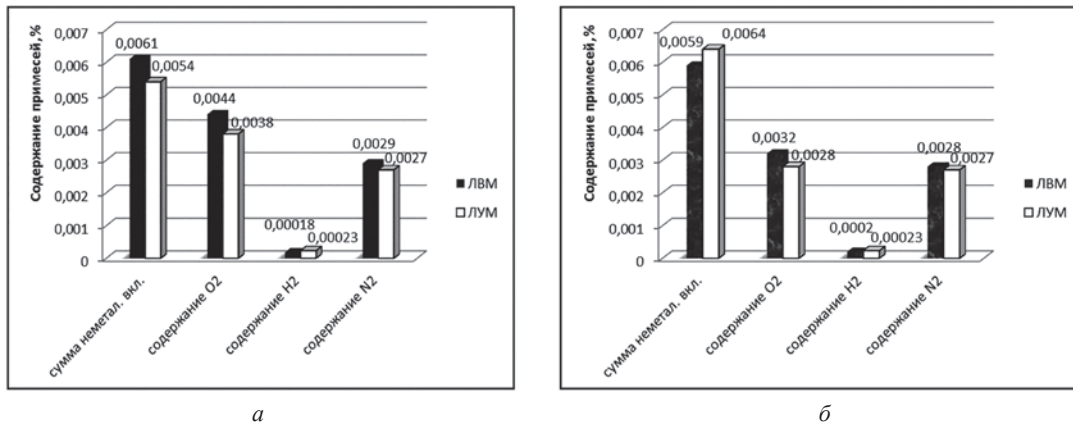 Содержание примесей,%
0,007
0,006
0,005
0,004
0,003
0,002
0,001
0
0,0061
0,0054
0,0044
0,0038
0,00018
0,00023
0,0029
0,0027
сумма неметал. вкл.
содержание О2
содержание Н2
содержание N2
ЛВМ
ЛУМ
а
Содержание примесей,%
0,007
0,006
0,005
0,004
0,003
0,002
0,001
0
0,0059
0,0064
0,0032
0,0028
0,0002
0,00023
0,0028
0,0027
сумма неметал. вкл.
содержание О2
содержание Н2
содержание N2
ЛВМ
ЛУМ
б